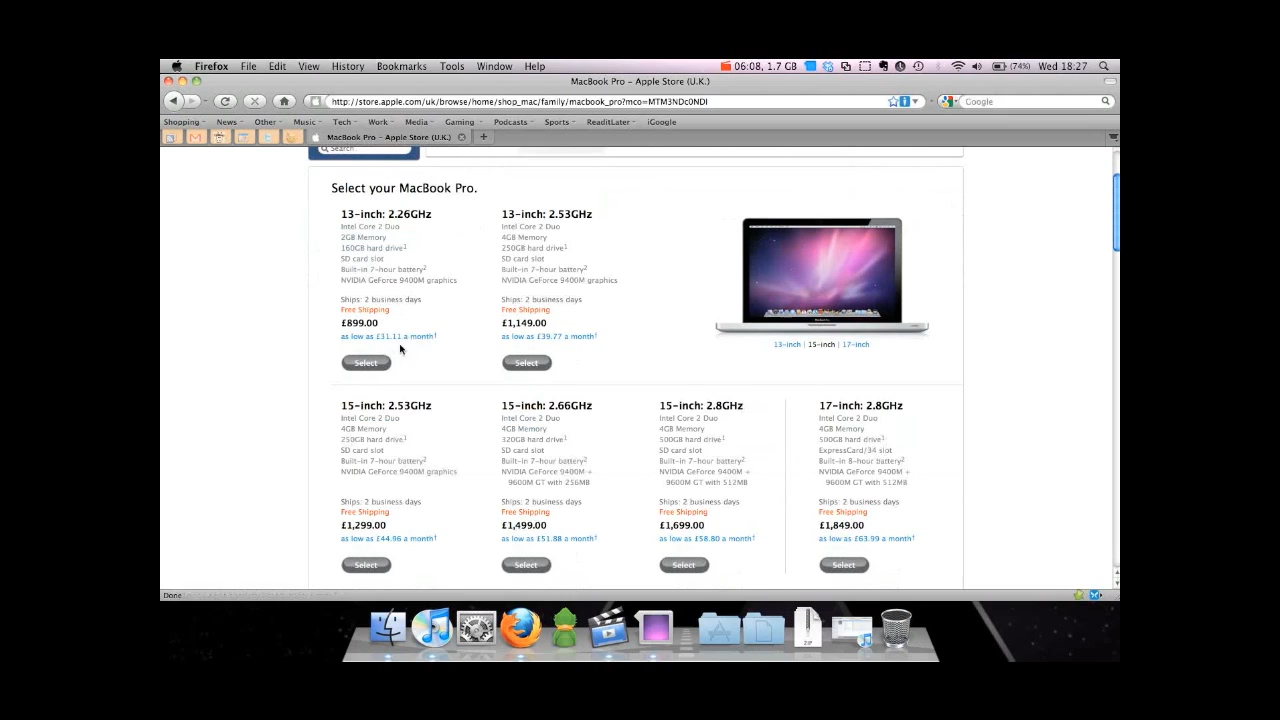 Firefox File Edit View History Bookmarks Tools Window Help 06:08, 1.7 GB (74%) Wed 18:27
MacBook Pro – Apple Store (U.K.)
http://store.apple.com/uk/browse/home/shop_mac/family/macbook_pro?mco=MTM3NDc0NDI Google
Shopping News Other Music Tech Work Media Gaming Podcasts Sports ReaditLater iGoogle
MacBook Pro – Apple Store (U.K.)
Search
Select your MacBook Pro.
13-inch: 2.26GHz
Intel Core 2 Duo
2GB Memory
160GB hard drive1
SD card slot
Built-in 7-hour battery2
NVIDIA GeForce 9400M graphics
Ships: 2 business days
Free Shipping
£899.00
as low as £31.11 a month†
Select
13-inch: 2.53GHz
Intel Core 2 Duo
4GB Memory
250GB hard drive1
SD card slot
Built-in 7-hour battery2
NVIDIA GeForce 9400M graphics
Ships: 2 business days
Free Shipping
£1,149.00
as low as £39.77 a month†
Select
13-inch | 15-inch | 17-inch
15-inch: 2.53GHz
Intel Core 2 Duo
4GB Memory
250GB hard drive1
SD card slot
Built-in 7-hour battery2
NVIDIA GeForce 9400M graphics
Ships: 2 business days
Free Shipping
£1,299.00
as low as £44.96 a month†
Select
15-inch: 2.66GHz
Intel Core 2 Duo
4GB Memory
320GB hard drive1
SD card slot
Built-in 7-hour battery2
NVIDIA GeForce 9400M +
9600M GT with 256MB
Ships: 2 business days
Free Shipping
£1,499.00
as low as £51.88 a month†
Select
15-inch: 2.8GHz
Intel Core 2 Duo
4GB Memory
500GB hard drive1
SD card slot
Built-in 7-hour battery2
NVIDIA GeForce 9400M +
9600M GT with 512MB
Ships: 2 business days
Free Shipping
£1,699.00
as low as £58.80 a month†
Select
17-inch: 2.8GHz
Intel Core 2 Duo
4GB Memory
500GB hard drive1
ExpressCard/34 slot
Built-in 8-hour battery2
NVIDIA GeForce 9400M +
9600M GT with 512MB
Ships: 2 business days
Free Shipping
£1,849.00
as low as £63.99 a month†
Select
Done
ZIP